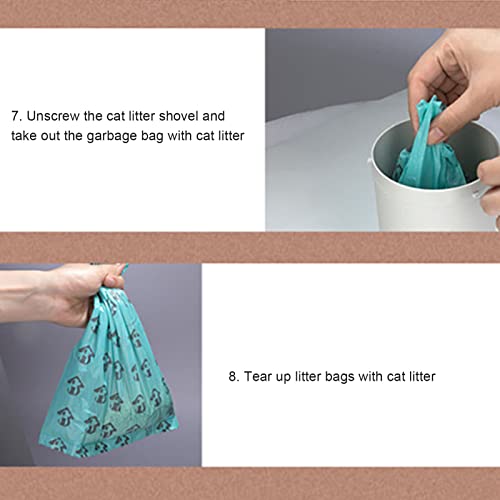 7. Unscrew the cat litter shovel and
take out the garbage bag with cat litter
8. Tear up litter bags with cat litter